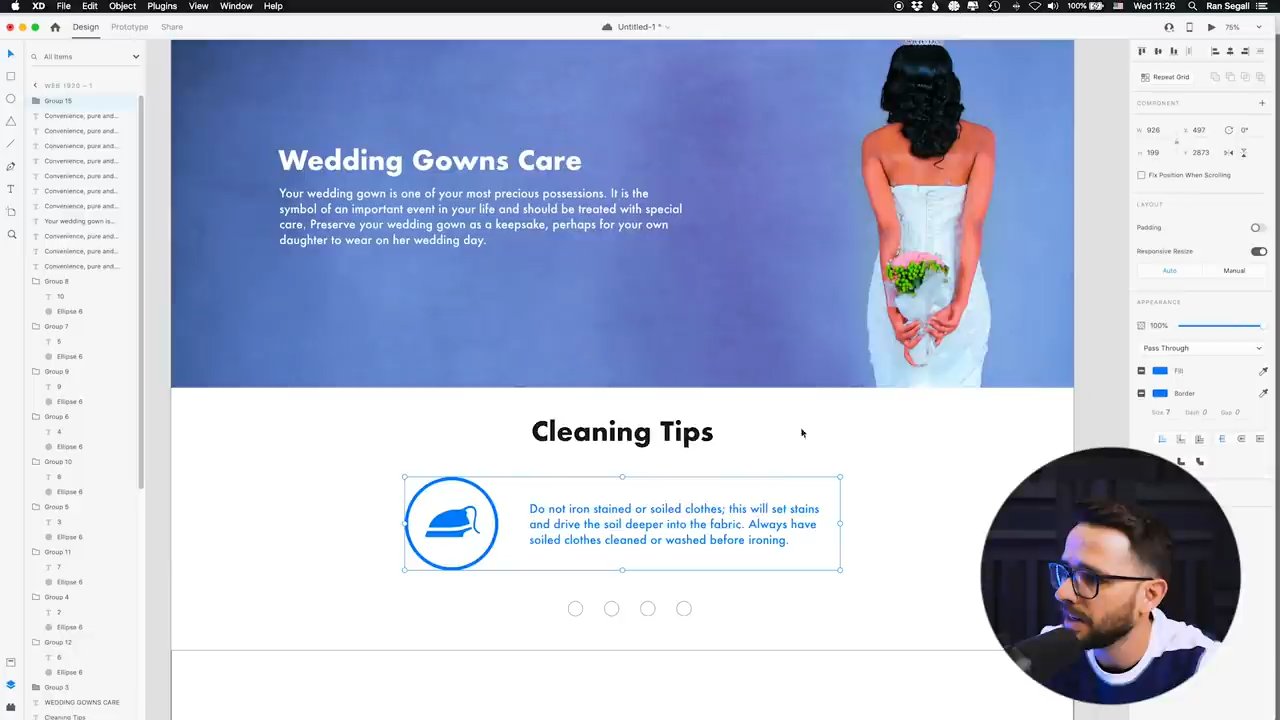 XD File Edit Object Plugins View Window Help
100% Wed 11:26 Ran Segall
Design Prototype Share
Untitled-1 *
75%
All Items
WEB 1920 – 1
Group 15
Convenience, pure and...
Convenience, pure and...
Convenience, pure and...
Convenience, pure and...
Convenience, pure and...
Convenience, pure and...
Convenience, pure and...
Your wedding gown is...
Convenience, pure and...
Convenience, pure and...
Convenience, pure and...
Group 8
10
Ellipse 6
Group 7
5
Ellipse 6
Group 9
9
Ellipse 6
Group 6
4
Ellipse 6
Group 10
8
Ellipse 6
Group 5
3
Ellipse 6
Group 11
7
Ellipse 6
Group 4
2
Ellipse 6
Group 12
6
Ellipse 6
Group 3
WEDDING GOWNS CARE
Cleaning Tips
Wedding Gowns Care
Your wedding gown is one of your most precious possessions. It is the
symbol of an important event in your life and should be treated with special
care. Preserve your wedding gown as a keepsake, perhaps for your own
daughter to wear on her wedding day.
Cleaning Tips
Do not iron stained or soiled clothes; this will set stains
and drive the soil deeper into the fabric. Always have
soiled clothes cleaned or washed before ironing.
Repeat Grid
COMPONENT
W 926 X 497 0°
H 199 Y 2873
Fix Position When Scrolling
LAYOUT
Padding
Responsive Resize
Auto Manual
APPEARANCE
100%
Pass Through
Fill
Border
Size 7 Dash 0 Gap 0